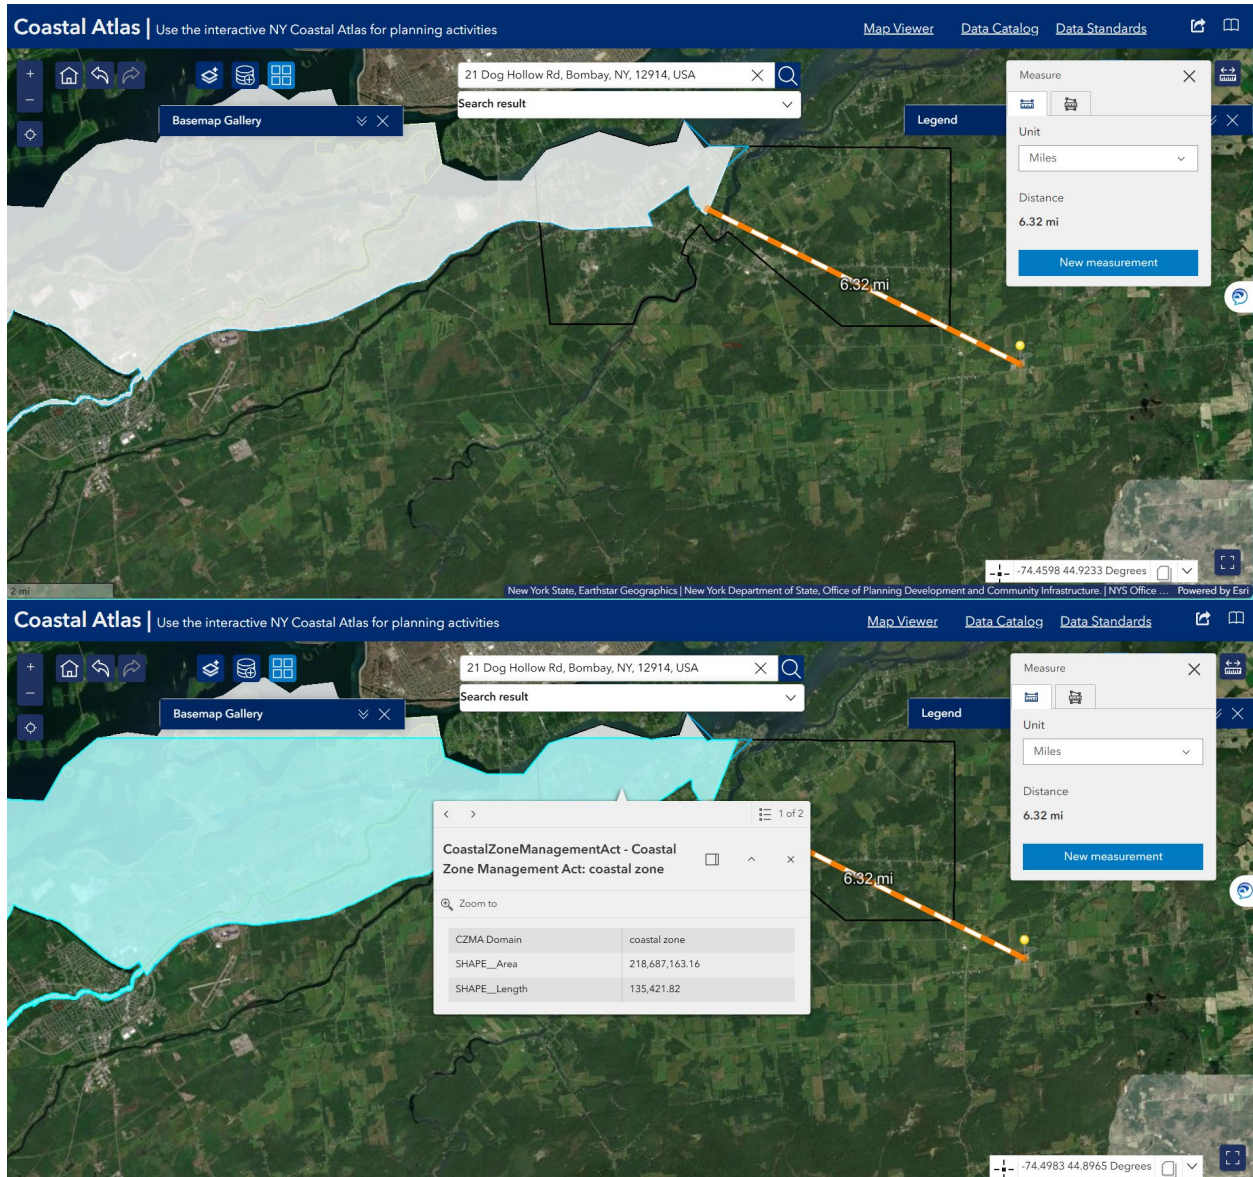 Coastal Atlas | Use the interactive NY Coastal Atlas for planning activities
Map Viewer Data Catalog Data Standards
21 Dog Hollow Rd, Bombay, NY, 12914, USA
Search result
Basemap Gallery
Legend
Measure
Unit
Miles
Distance
6.32 mi
New measurement
6.32 mi
-74.4598 44.9233 Degrees
2 mi
New York State, Earthstar Geographics | New York Department of State, Office of Planning Development and Community Infrastructure. | NYS Office ... Powered by Esri
Coastal Atlas | Use the interactive NY Coastal Atlas for planning activities
Map Viewer Data Catalog Data Standards
21 Dog Hollow Rd, Bombay, NY, 12914, USA
Search result
Basemap Gallery
Legend
Measure
Unit
Miles
Distance
6.32 mi
New measurement
1 of 2
CoastalZoneManagementAct - Coastal
Zone Management Act: coastal zone
Zoom to
CZMA Domain coastal zone
SHAPE__Area 218,687,163.16
SHAPE__Length 135,421.82
6.32 mi
-74.4983 44.8965 Degrees